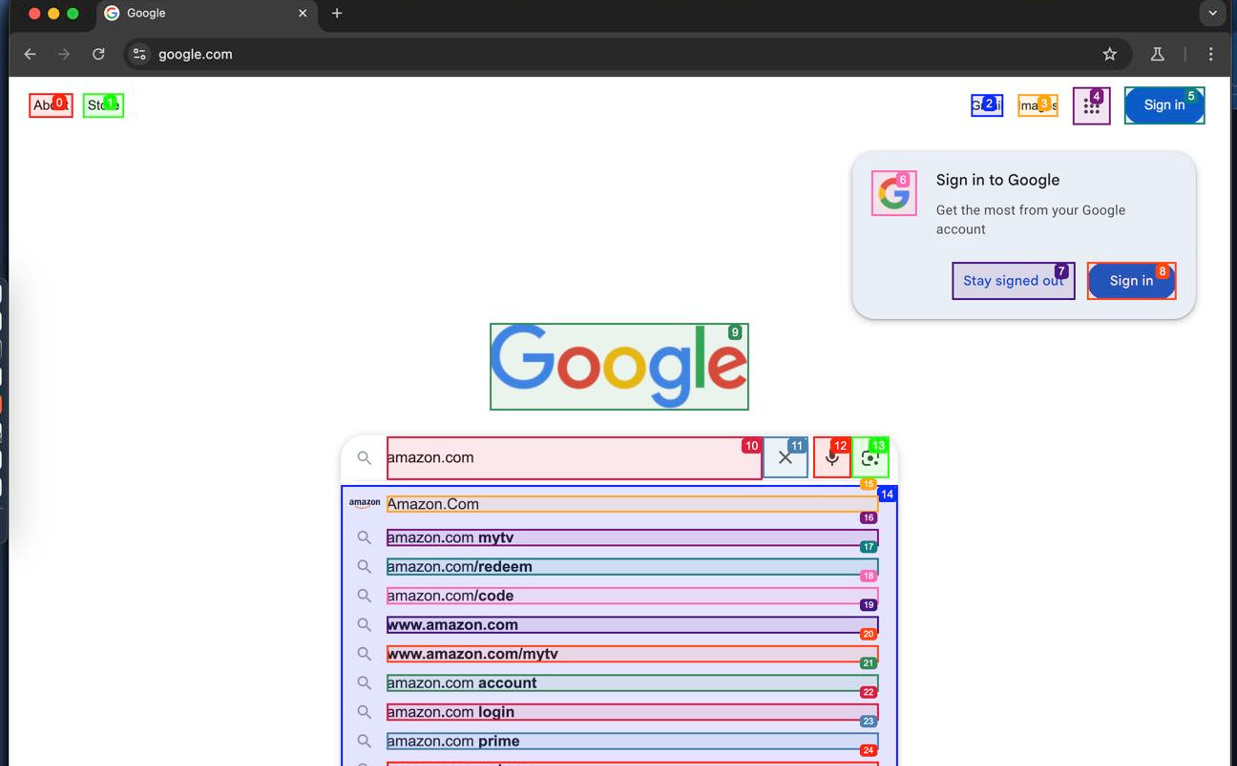 Google
google.com
About 0
Store 1
Gmail 2
Images 3
4
Sign in 5
6
Sign in to Google
Get the most from your Google
account
Stay signed out 7
Sign in 8
Google 9
amazon.com 10
11
12
13
14
amazon Amazon.Com 15
amazon.com mytv 16
amazon.com/redeem 17
amazon.com/code 18
www.amazon.com 19
www.amazon.com/mytv 20
amazon.com account 21
amazon.com login 22
amazon.com prime 23
24